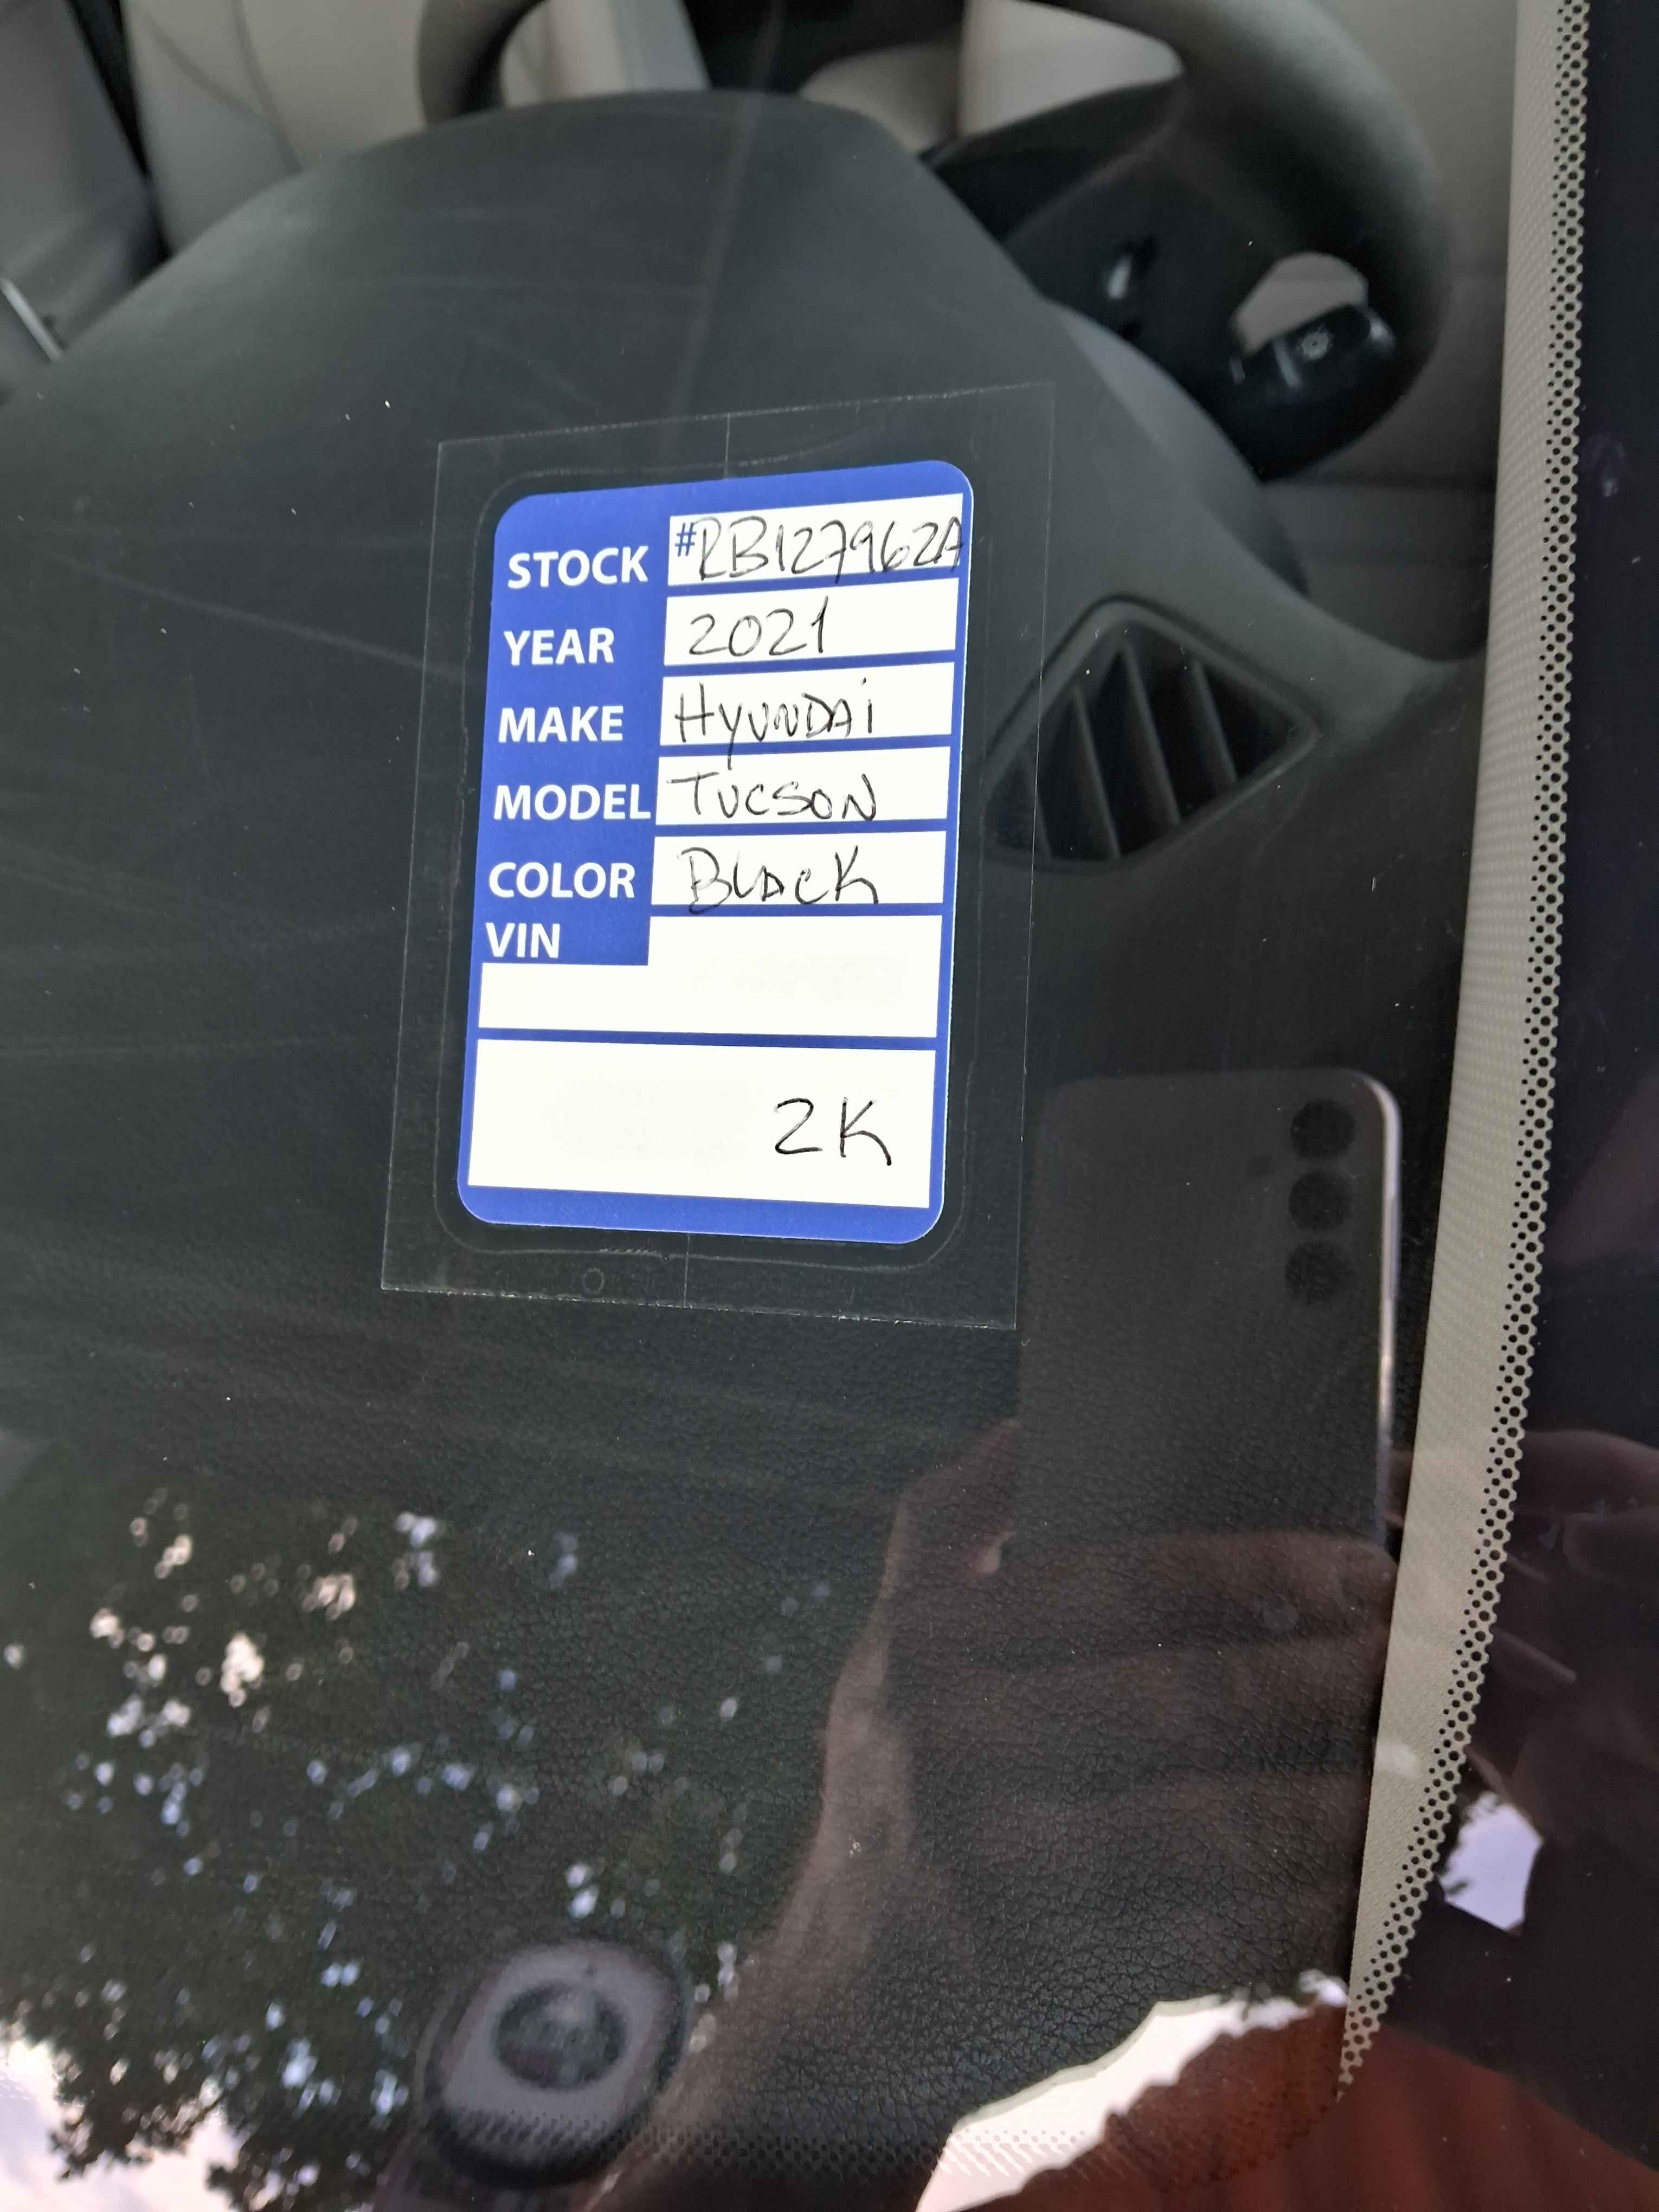 STOCK #RB127962A
YEAR 2021
MAKE HYUNDAi
MODEL TUCSON
COLOR BLACK
VIN
2K